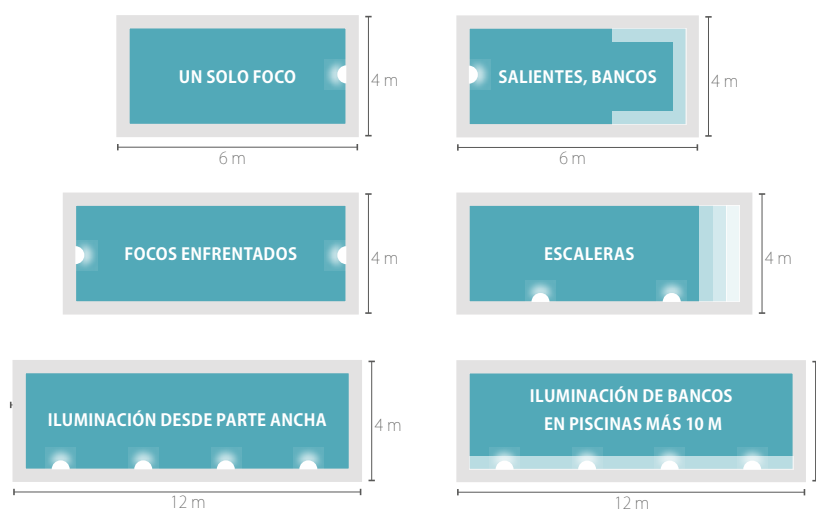 UN SOLO FOCO
4 m
6 m
SALIENTES, BANCOS
4 m
6 m
FOCOS ENFRENTADOS
4 m
ESCALERAS
4 m
ILUMINACIÓN DESDE PARTE ANCHA
4 m
12 m
ILUMINACIÓN DE BANCOS
EN PISCINAS MÁS 10 M
12 m